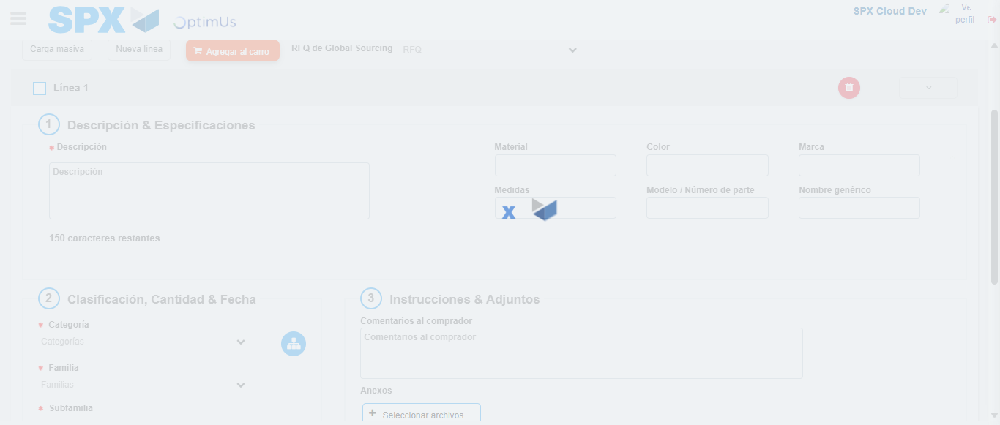 SPX
OptimUs
SPX Cloud Dev
Ve
perfil
Carga masiva
Nueva línea
Agregar al carro
RFQ de Global Sourcing
RFQ
Línea 1
1 Descripción & Especificaciones
* Descripción
Material
Color
Marca
Descripción
Medidas
Modelo / Número de parte
Nombre genérico
X
150 caracteres restantes
2 Clasificación, Cantidad & Fecha
3 Instrucciones & Adjuntos
* Categoría
Comentarios al comprador
Categorías
Comentarios al comprador
* Familia
Familias
Anexos
* Subfamilia
+ Seleccionar archivos...